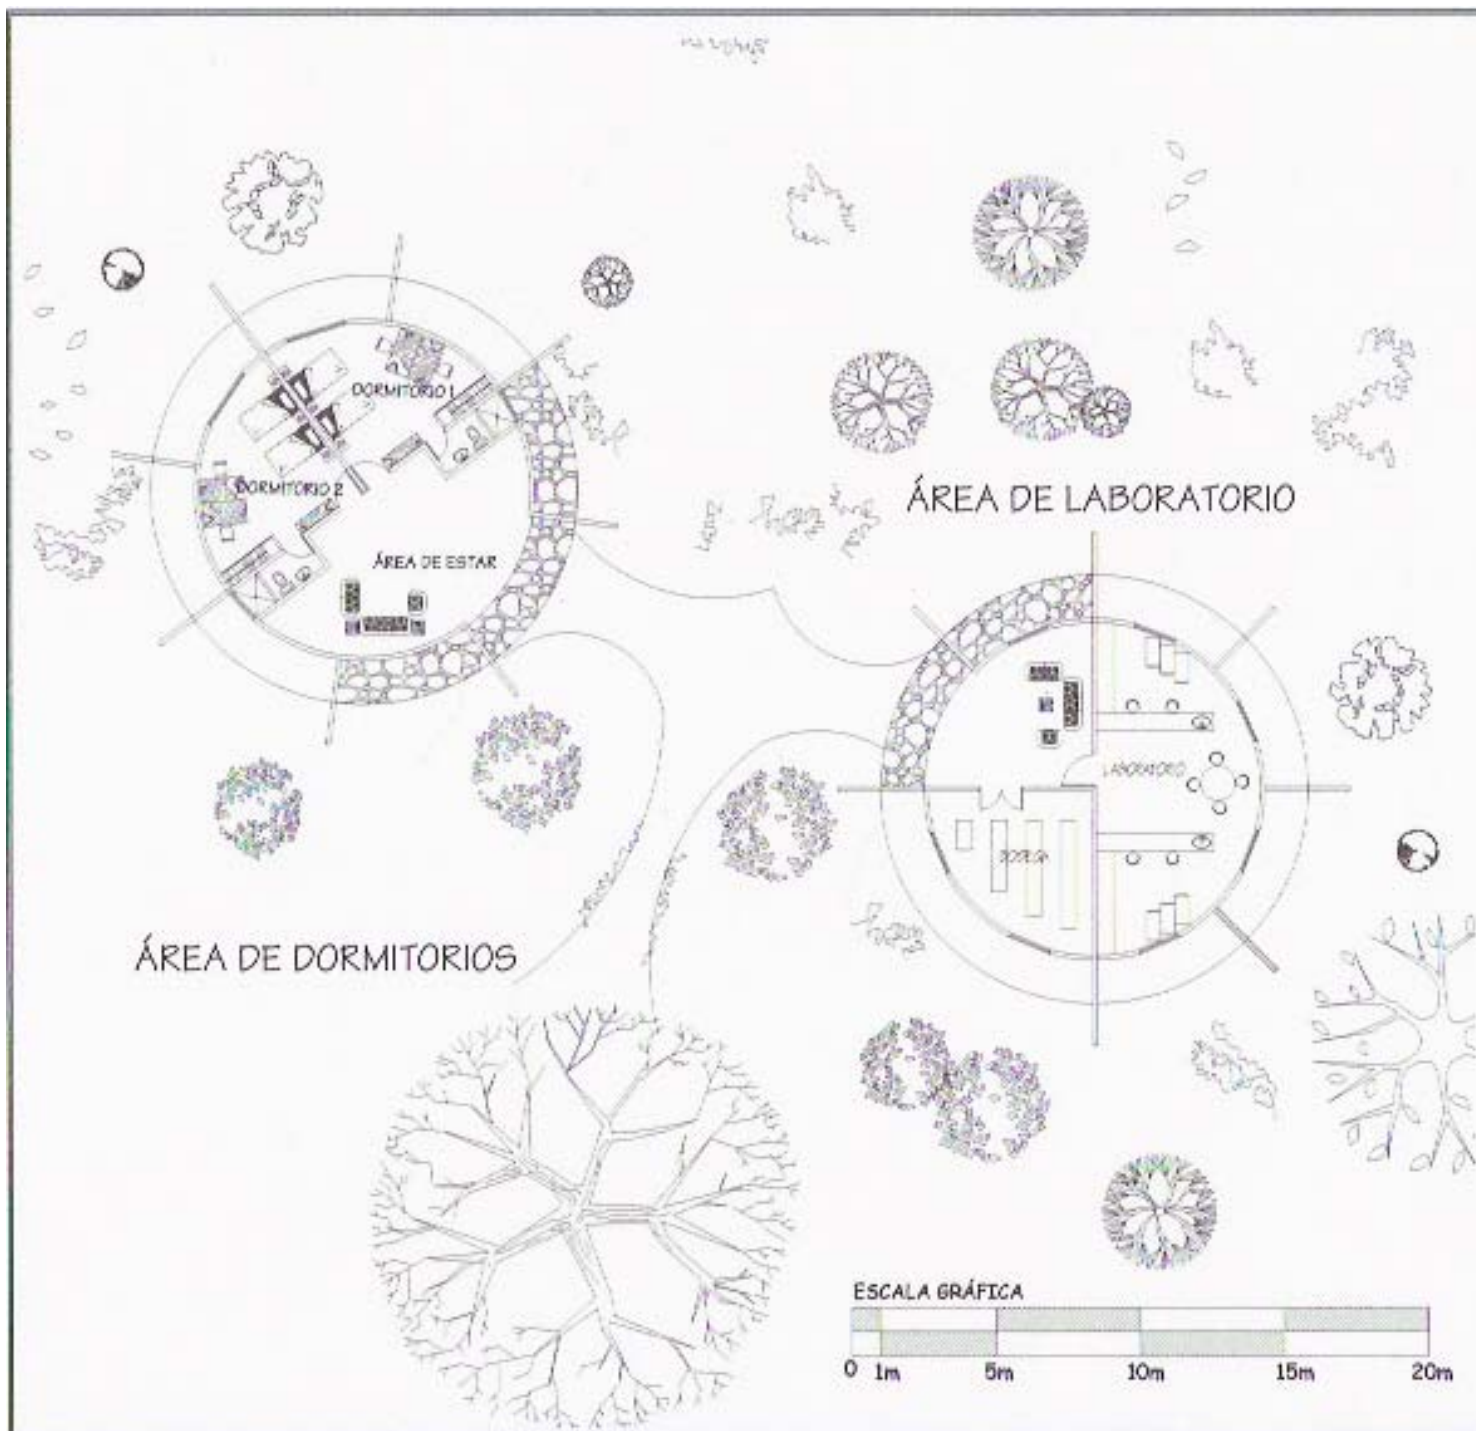 DORMITORIO 1
DORMITORIO 2
ÁREA DE ESTAR
ÁREA DE LABORATORIO
LABORATORIO
BODEGA
ÁREA DE DORMITORIOS
ESCALA GRÁFICA
0 1m 5m 10m 15m 20m